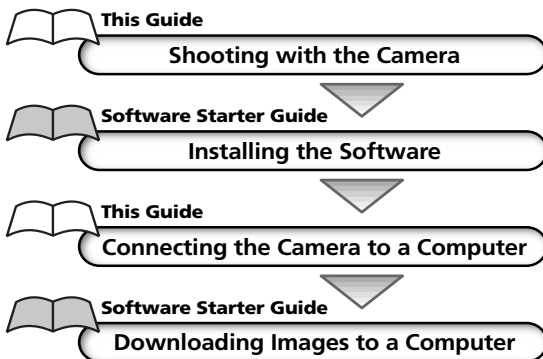 This Guide
Shooting with the Camera
Software Starter Guide
Installing the Software
This Guide
Connecting the Camera to a Computer
Software Starter Guide
Downloading Images to a Computer